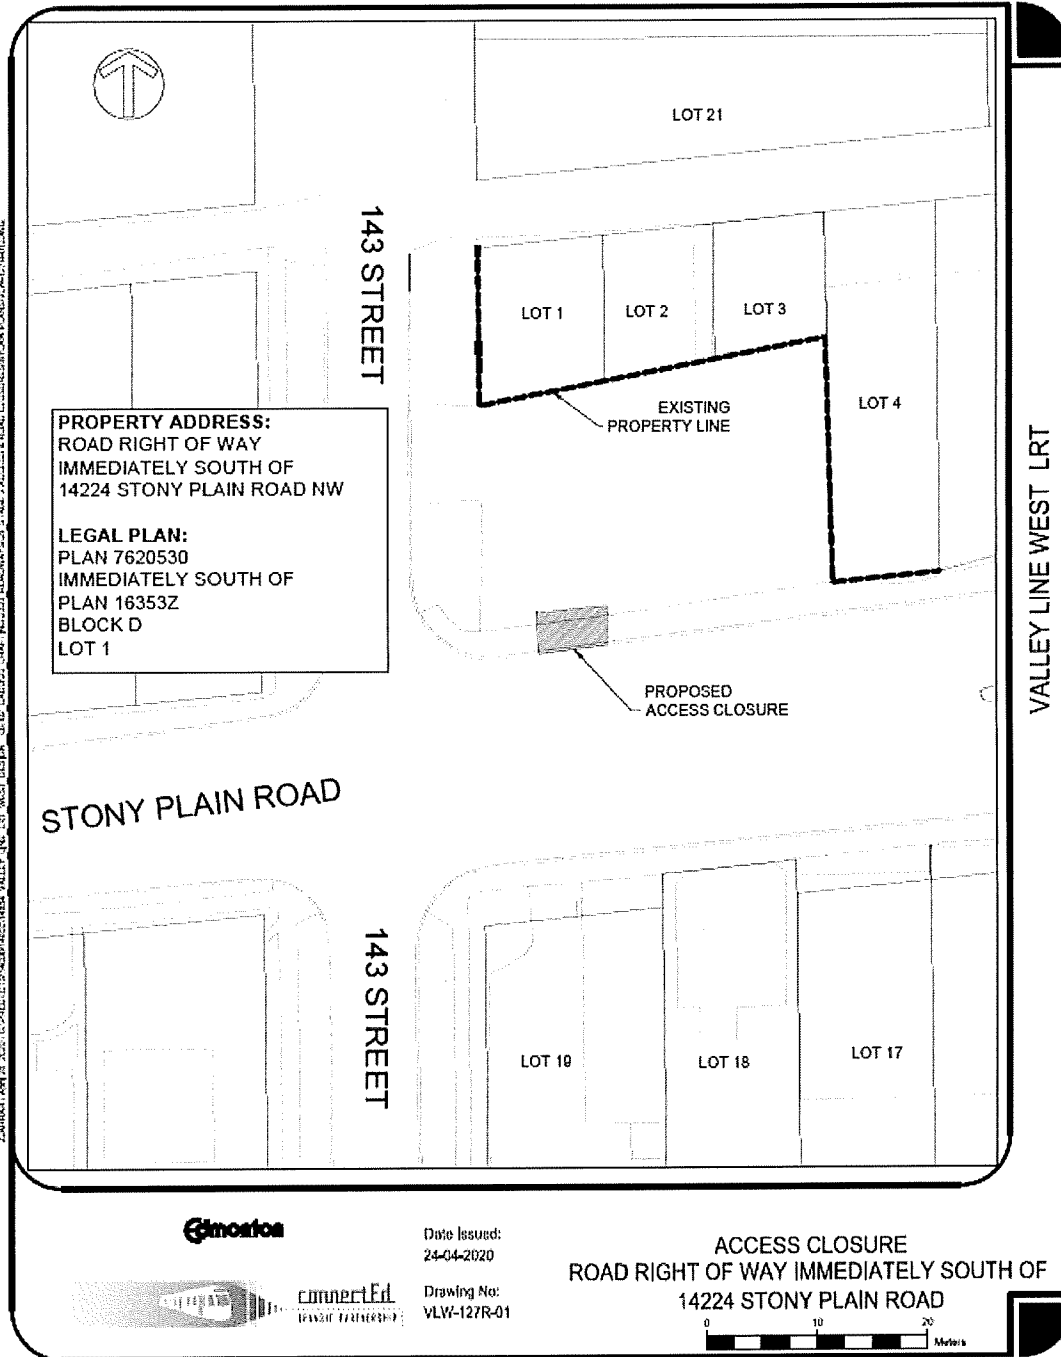 LOT 21
143 STREET
LOT 1
LOT 2
LOT 3
LOT 4
EXISTING
PROPERTY LINE
PROPERTY ADDRESS:
ROAD RIGHT OF WAY
IMMEDIATELY SOUTH OF
14224 STONY PLAIN ROAD NW
LEGAL PLAN:
PLAN 7620530
IMMEDIATELY SOUTH OF
PLAN 16353Z
BLOCK D
LOT 1
PROPOSED
ACCESS CLOSURE
STONY PLAIN ROAD
143 STREET
LOT 19
LOT 18
LOT 17
VALLEY LINE WEST LRT
Edmonton
connectEd
TRANSIT PARTNERSHIP
Date Issued:
24-04-2020
Drawing No:
VLW-127R-01
ACCESS CLOSURE
ROAD RIGHT OF WAY IMMEDIATELY SOUTH OF
14224 STONY PLAIN ROAD
0 10 20
Meters